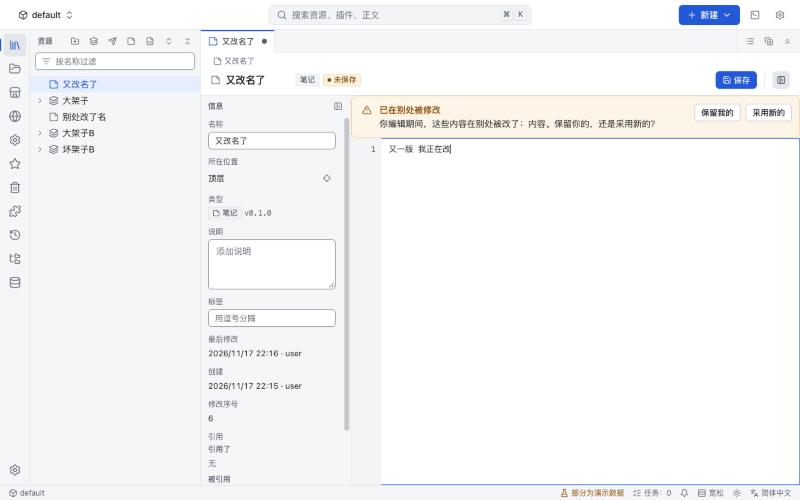 default
搜索资源、插件、正文
⌘ K
新建
资源
按名称过滤
又改名了
大架子
别处改了名
大架子B
坏架子B
又改名了
又改名了
又改名了
笔记
未保存
保存
信息
名称
又改名了
所在位置
顶层
类型
笔记 v0.1.0
说明
添加说明
标签
用逗号分隔
最后修改
2026/11/17 22:16 · user
创建
2026/11/17 22:15 · user
修改序号
6
引用
引用了
无
被引用
已在别处被修改
你编辑期间，这些内容在别处被改了：内容。保留你的，还是采用新的？
保留我的
采用新的
1
又一版 我正在改
default
部分为演示数据
任务：0
宽松
简体中文